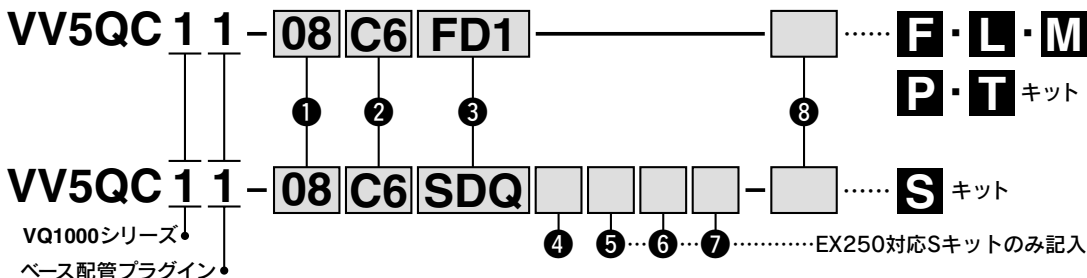 VV5QC 1 1 - 08 C6 FD1 ······ F・L・M
P・T キット
❶ ❷ ❸ ❽
VV5QC 1 1 - 08 C6 SDQ - ······ S キット
VQ1000シリーズ
❹ ❺···❻···❼············EX250対応Sキットのみ記入
ベース配管プラグイン